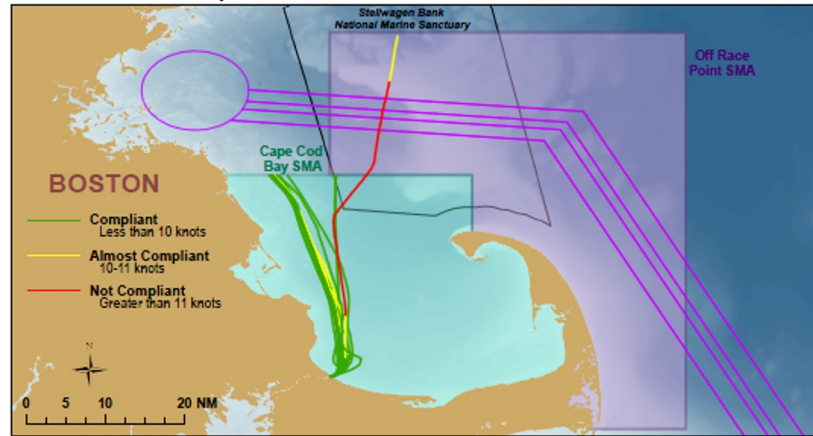 Stellwagen Bank
National Marine Sanctuary
Off Race
Point SMA
Cape Cod
Bay SMA
BOSTON
Compliant
Less than 10 knots
Almost Compliant
10-11 knots
Not Compliant
Greater than 11 knots
N
0 5 10 20 NM